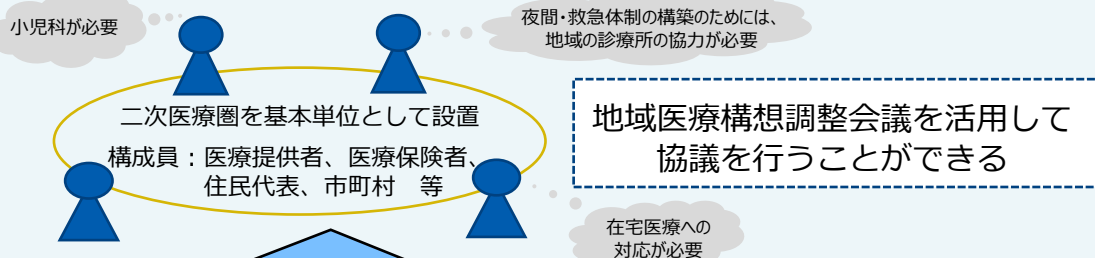 小児科が必要
夜間・救急体制の構築のためには、
地域の診療所の協力が必要
二次医療圏を基本単位として設置
構成員：医療提供者、医療保険者、
住民代表、市町村　等
地域医療構想調整会議を活用して
協議を行うことができる
在宅医療への
対応が必要